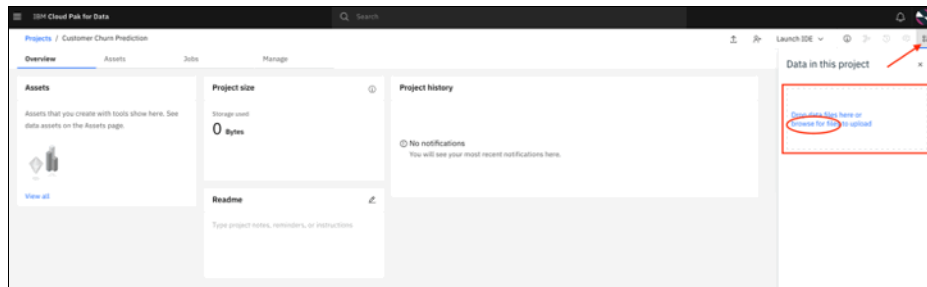 IBM Cloud Pak for Data
Search
Projects / Customer Churn Prediction
Launch IDE
Overview Assets Jobs Manage
Data in this project
Assets
Assets that you create with tools show here. See
data assets on the Assets page.
View all
Project size
Storage used
0 Bytes
Readme
Type project notes, reminders, or instructions
Project history
No notifications
You will see your most recent notifications here.
Drop data files here or
browse for files to upload